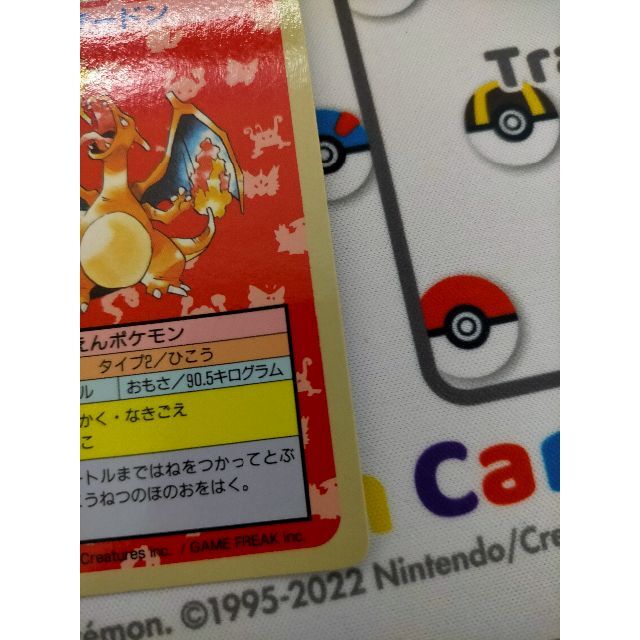 ードン
えんポケモン
タイプ2/ひこう
ル おもさ/90.5キログラム
かく・なきごえ
こ
ートルまではねをつかってとぶ
うねつのほのおをはく。
Creatures inc. / GAME FREAK inc.
Tra
Car
émon. ©1995-2022 Nintendo/Cre